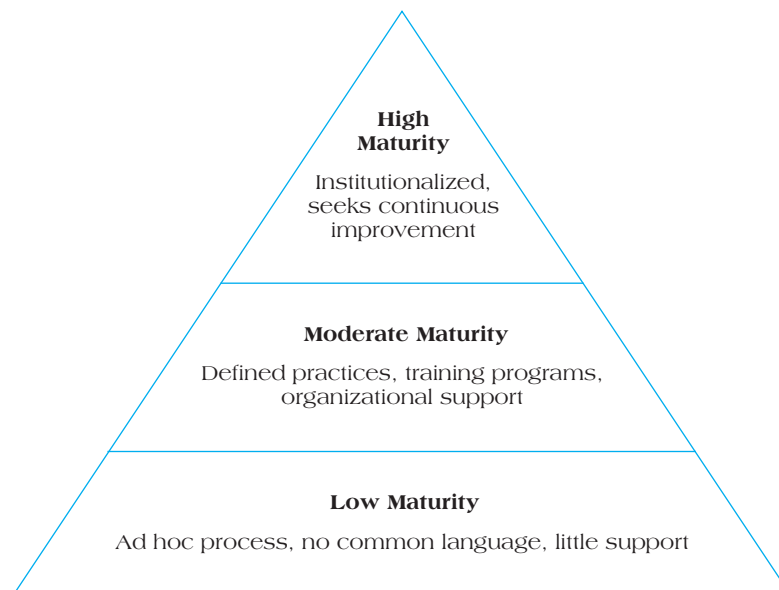 High
Maturity
Institutionalized,
seeks continuous
improvement
Moderate Maturity
Defined practices, training programs,
organizational support
Low Maturity
Ad hoc process, no common language, little support